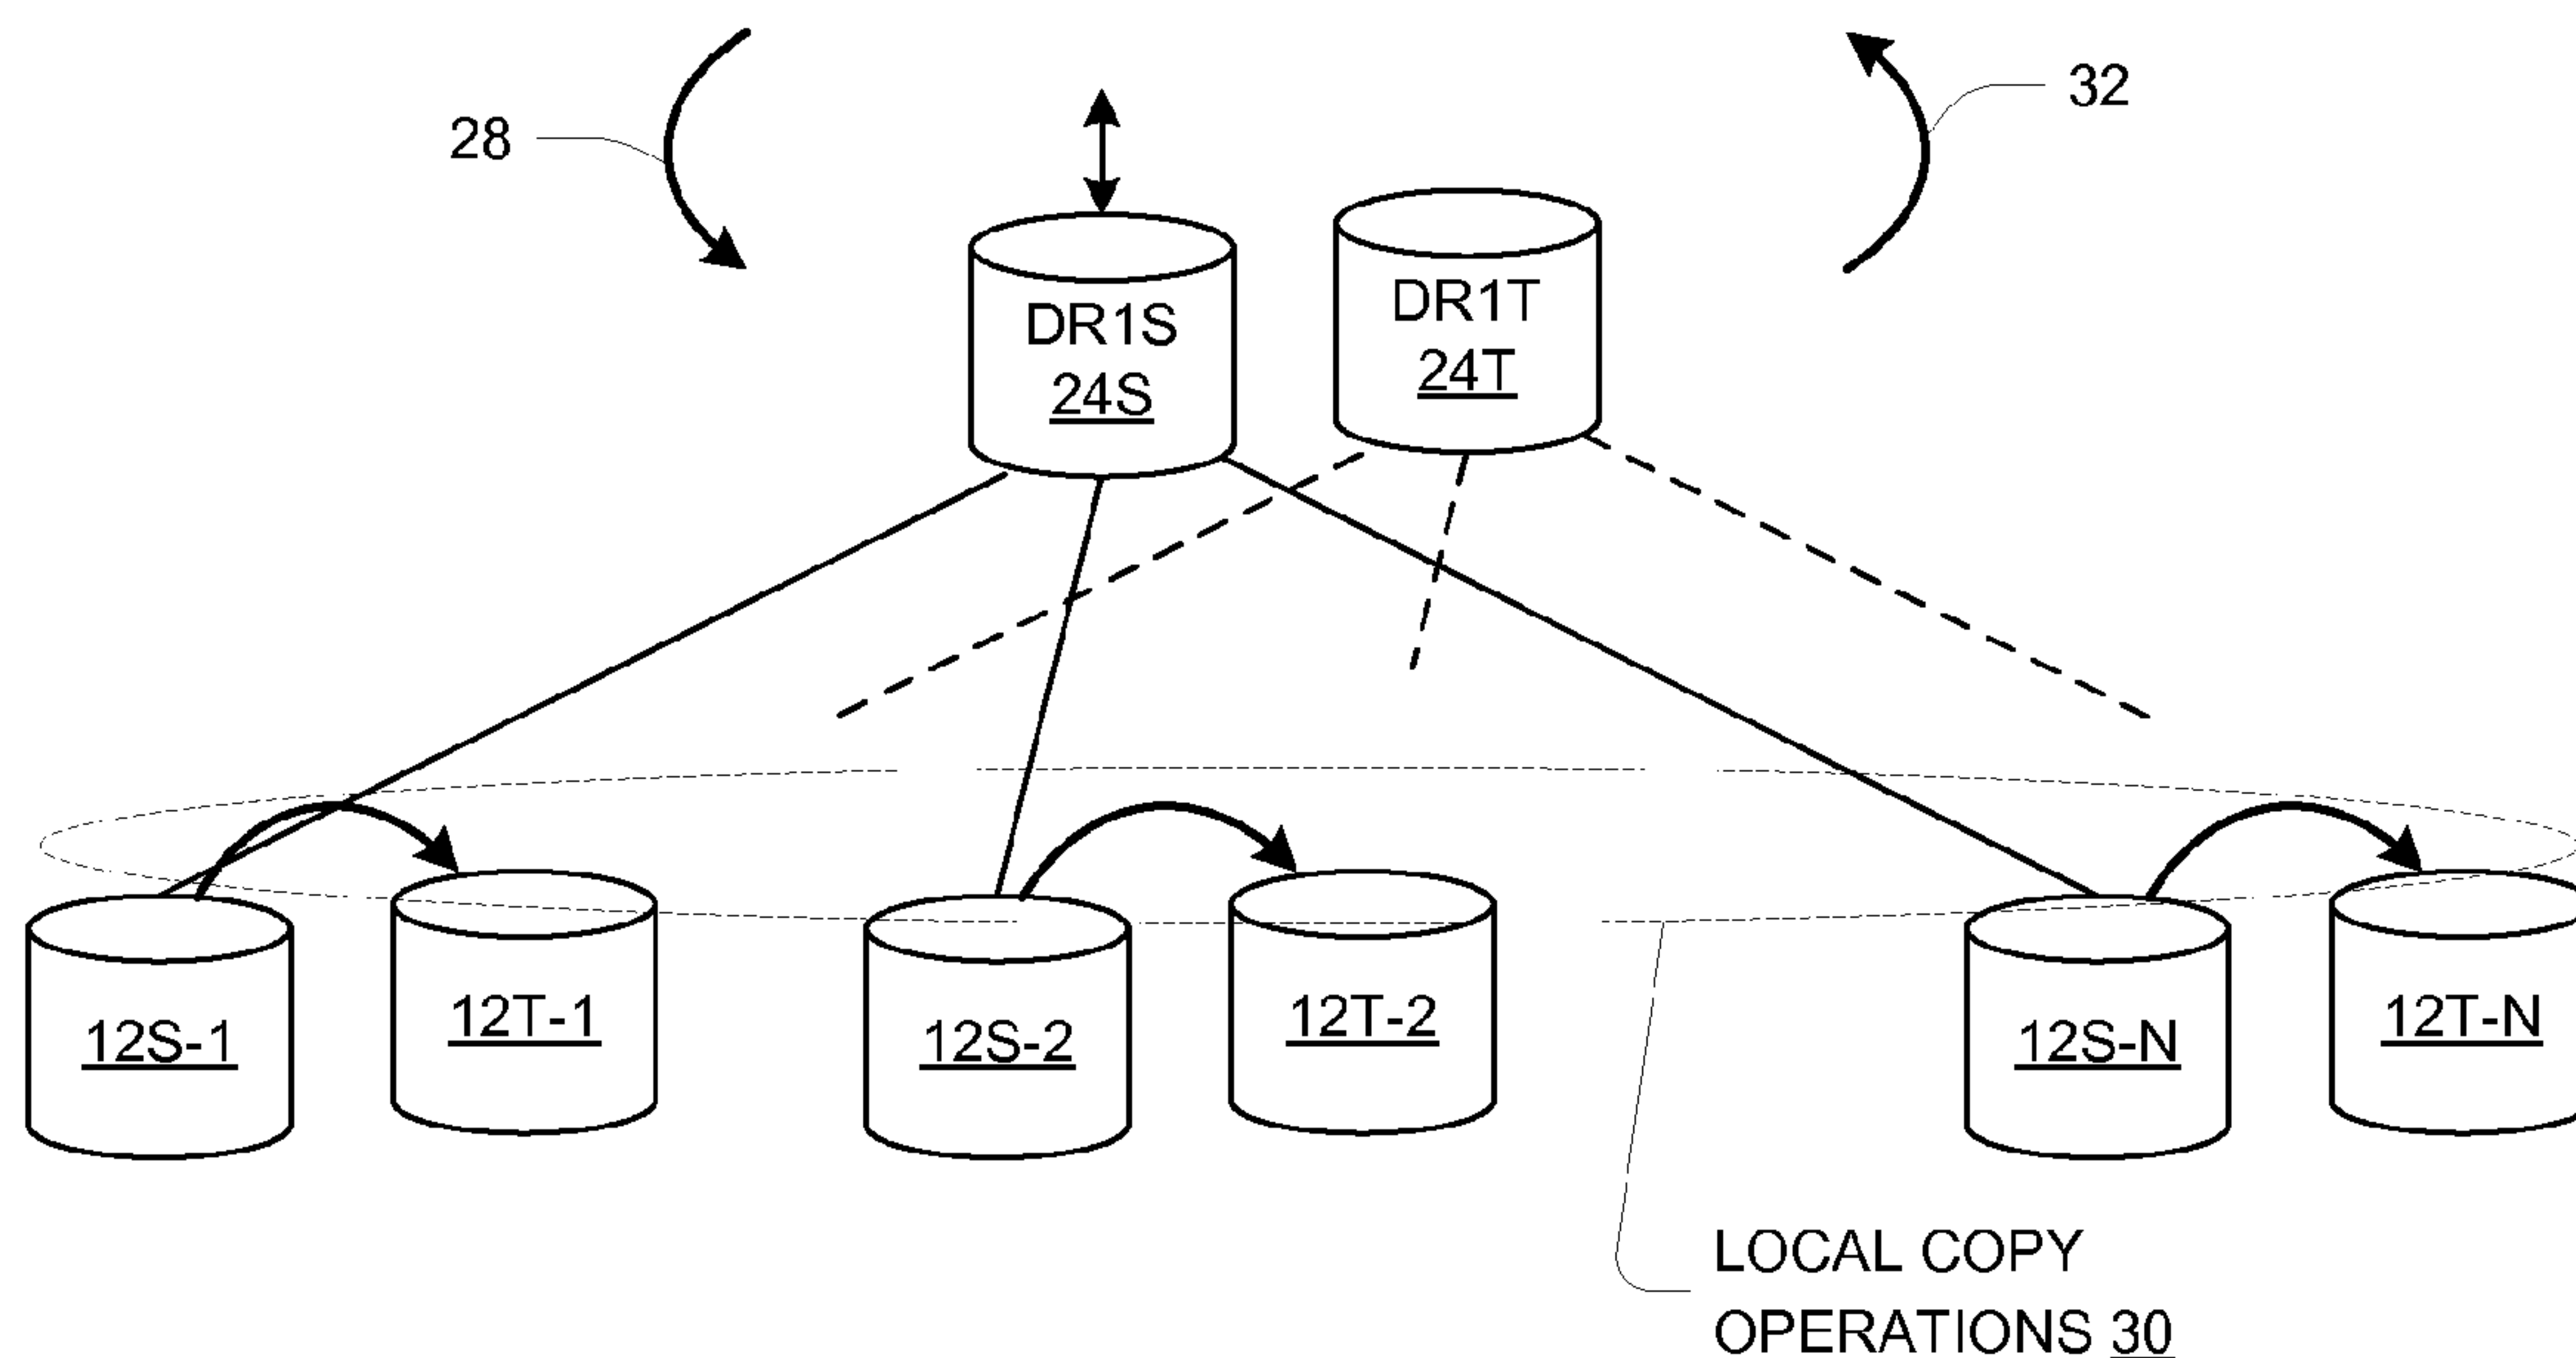 32
28
DR1S
24S
DR1T
24T
12S-1
12T-1
12S-2
12T-2
12S-N
12T-N
LOCAL COPY
OPERATIONS 30